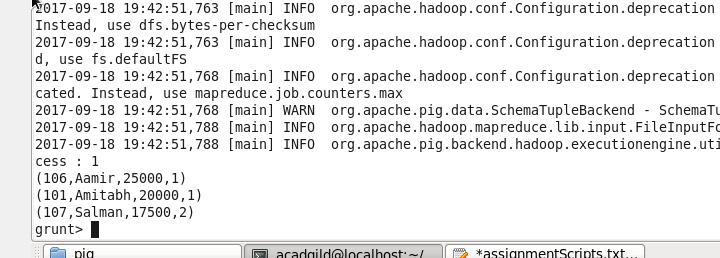 2017-09-18 19:42:51,763 [main] INFO  org.apache.hadoop.conf.Configuration.deprecation
Instead, use dfs.bytes-per-checksum
2017-09-18 19:42:51,763 [main] INFO  org.apache.hadoop.conf.Configuration.deprecation
d, use fs.defaultFS
2017-09-18 19:42:51,768 [main] INFO  org.apache.hadoop.conf.Configuration.deprecation
cated. Instead, use mapreduce.job.counters.max
2017-09-18 19:42:51,768 [main] WARN  org.apache.pig.data.SchemaTupleBackend - SchemaTu
2017-09-18 19:42:51,788 [main] INFO  org.apache.hadoop.mapreduce.lib.input.FileInputFo
2017-09-18 19:42:51,788 [main] INFO  org.apache.pig.backend.hadoop.executionengine.uti
cess : 1
(106,Aamir,25000,1)
(101,Amitabh,20000,1)
(107,Salman,17500,2)
grunt>
pig acadgild@localhost:~/ *assignmentScripts.txt...